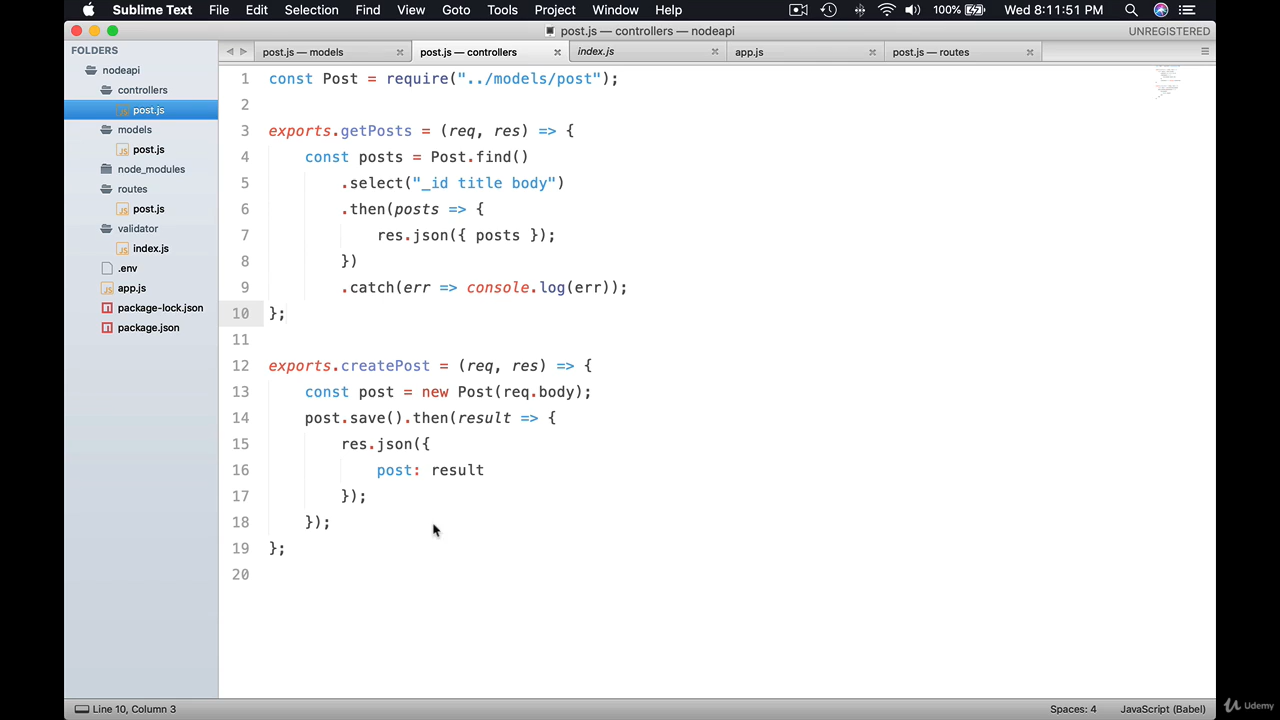 Sublime Text File Edit Selection Find View Goto Tools Project Window Help 100% Wed 8:11:51 PM
post.js — controllers — nodeapi UNREGISTERED
FOLDERS
nodeapi
controllers
post.js
models
post.js
node_modules
routes
post.js
validator
index.js
.env
app.js
package-lock.json
package.json
post.js — models post.js — controllers index.js app.js post.js — routes
1 const Post = require("../models/post");
2
3 exports.getPosts = (req, res) => {
4 const posts = Post.find()
5 .select("_id title body")
6 .then(posts => {
7 res.json({ posts });
8 })
9 .catch(err => console.log(err));
10 };
11
12 exports.createPost = (req, res) => {
13 const post = new Post(req.body);
14 post.save().then(result => {
15 res.json({
16 post: result
17 });
18 });
19 };
20
Line 10, Column 3 Spaces: 4 JavaScript (Babel)
Udemy